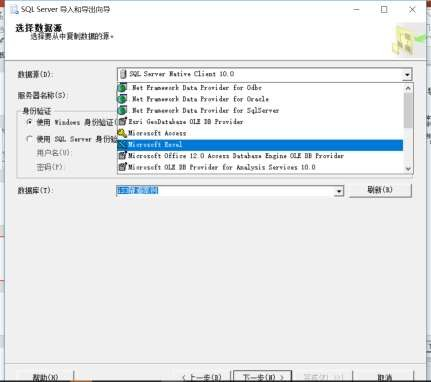 SQL Server 导入和导出向导
选择数据源
选择要从中复制数据的源。
数据源(D):
SQL Server Native Client 10.0
.Net Framework Data Provider for Odbc
服务器名称(S):
.Net Framework Data Provider for Oracle
.Net Framework Data Provider for SqlServer
身份验证
Esri GeoDatabase OLE DB Provider
使用 Windows 身份验证(
Microsoft Access
使用 SQL Server 身份验
Microsoft Excel
用户名(U):
Microsoft Office 12.0 Access Database Engine OLE DB Provider
密码(P):
Microsoft OLE DB Provider for Analysis Services 10.0
数据库(T):
刷新(R)
帮助(H)
< 上一步(B)
下一步(N) >
取消